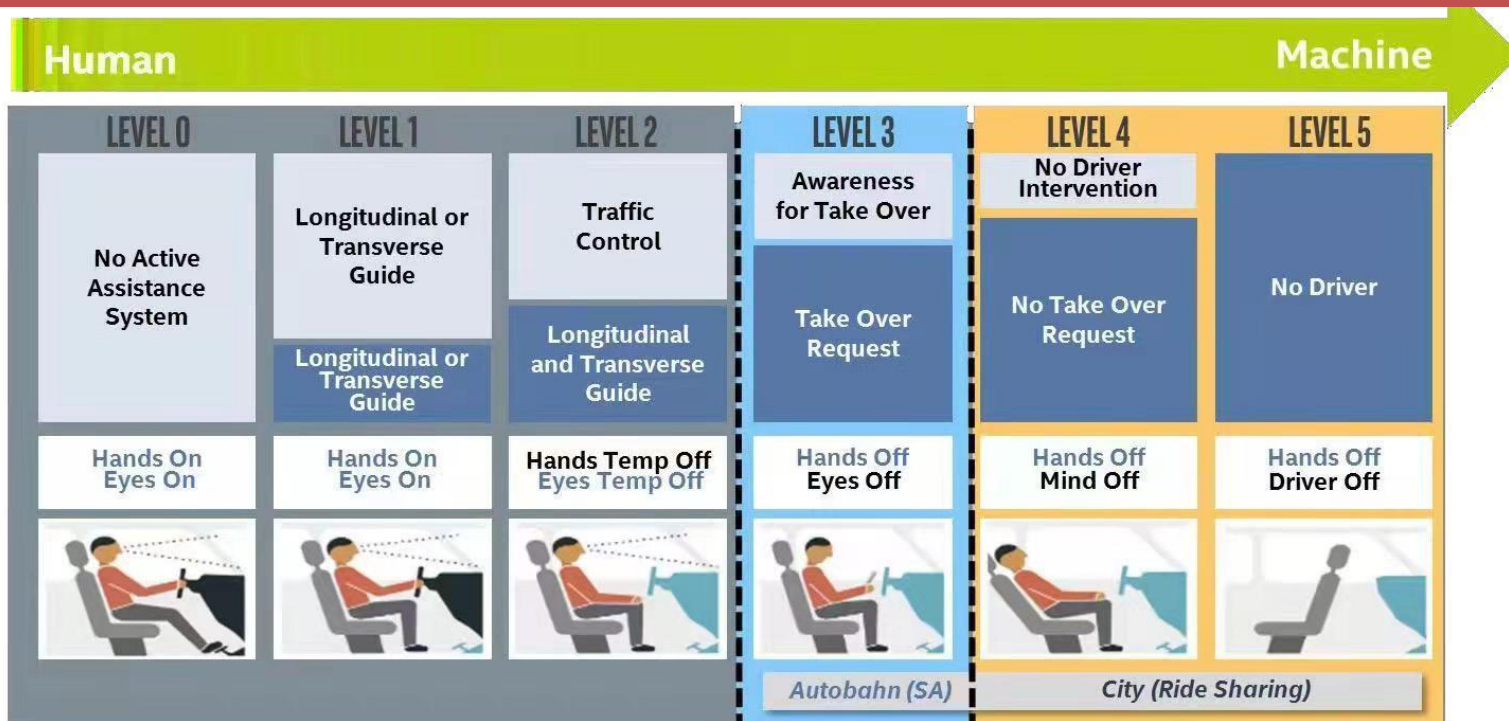 Human
Machine
LEVEL 0
LEVEL 1
LEVEL 2
LEVEL 3
LEVEL 4
LEVEL 5
No Active
Assistance
System
Longitudinal or
Transverse
Guide
Longitudinal or
Transverse
Guide
Traffic
Control
Longitudinal
and Transverse
Guide
Awareness
for Take Over
Take Over
Request
No Driver
Intervention
No Take Over
Request
No Driver
Hands On
Eyes On
Hands On
Eyes On
Hands Temp Off
Eyes Temp Off
Hands Off
Eyes Off
Hands Off
Mind Off
Hands Off
Driver Off
Autobahn (SA)
City (Ride Sharing)